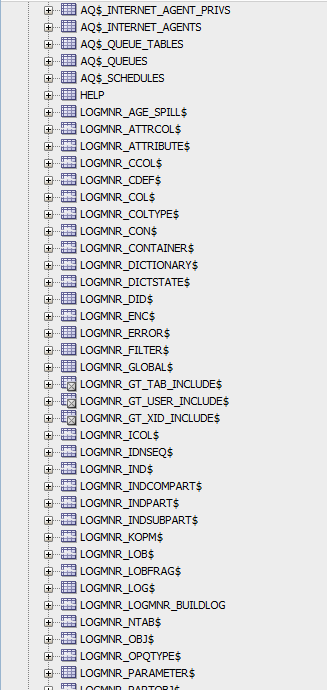 AQ$_INTERNET_AGENT_PRIVS
AQ$_INTERNET_AGENTS
AQ$_QUEUE_TABLES
AQ$_QUEUES
AQ$_SCHEDULES
HELP
LOGMNR_AGE_SPILL$
LOGMNR_ATTRCOL$
LOGMNR_ATTRIBUTE$
LOGMNR_CCOL$
LOGMNR_CDEF$
LOGMNR_COL$
LOGMNR_COLTYPE$
LOGMNR_CON$
LOGMNR_CONTAINER$
LOGMNR_DICTIONARY$
LOGMNR_DICTSTATE$
LOGMNR_DID$
LOGMNR_ENC$
LOGMNR_ERROR$
LOGMNR_FILTER$
LOGMNR_GLOBAL$
LOGMNR_GT_TAB_INCLUDE$
LOGMNR_GT_USER_INCLUDE$
LOGMNR_GT_XID_INCLUDE$
LOGMNR_ICOL$
LOGMNR_IDNSEQ$
LOGMNR_IND$
LOGMNR_INDCOMPART$
LOGMNR_INDPART$
LOGMNR_INDSUBPART$
LOGMNR_KOPM$
LOGMNR_LOB$
LOGMNR_LOBFRAG$
LOGMNR_LOG$
LOGMNR_LOGMNR_BUILDLOG
LOGMNR_NTAB$
LOGMNR_OBJ$
LOGMNR_OPQTYPE$
LOGMNR_PARAMETER$
LOGMNR_PARTOBJ$